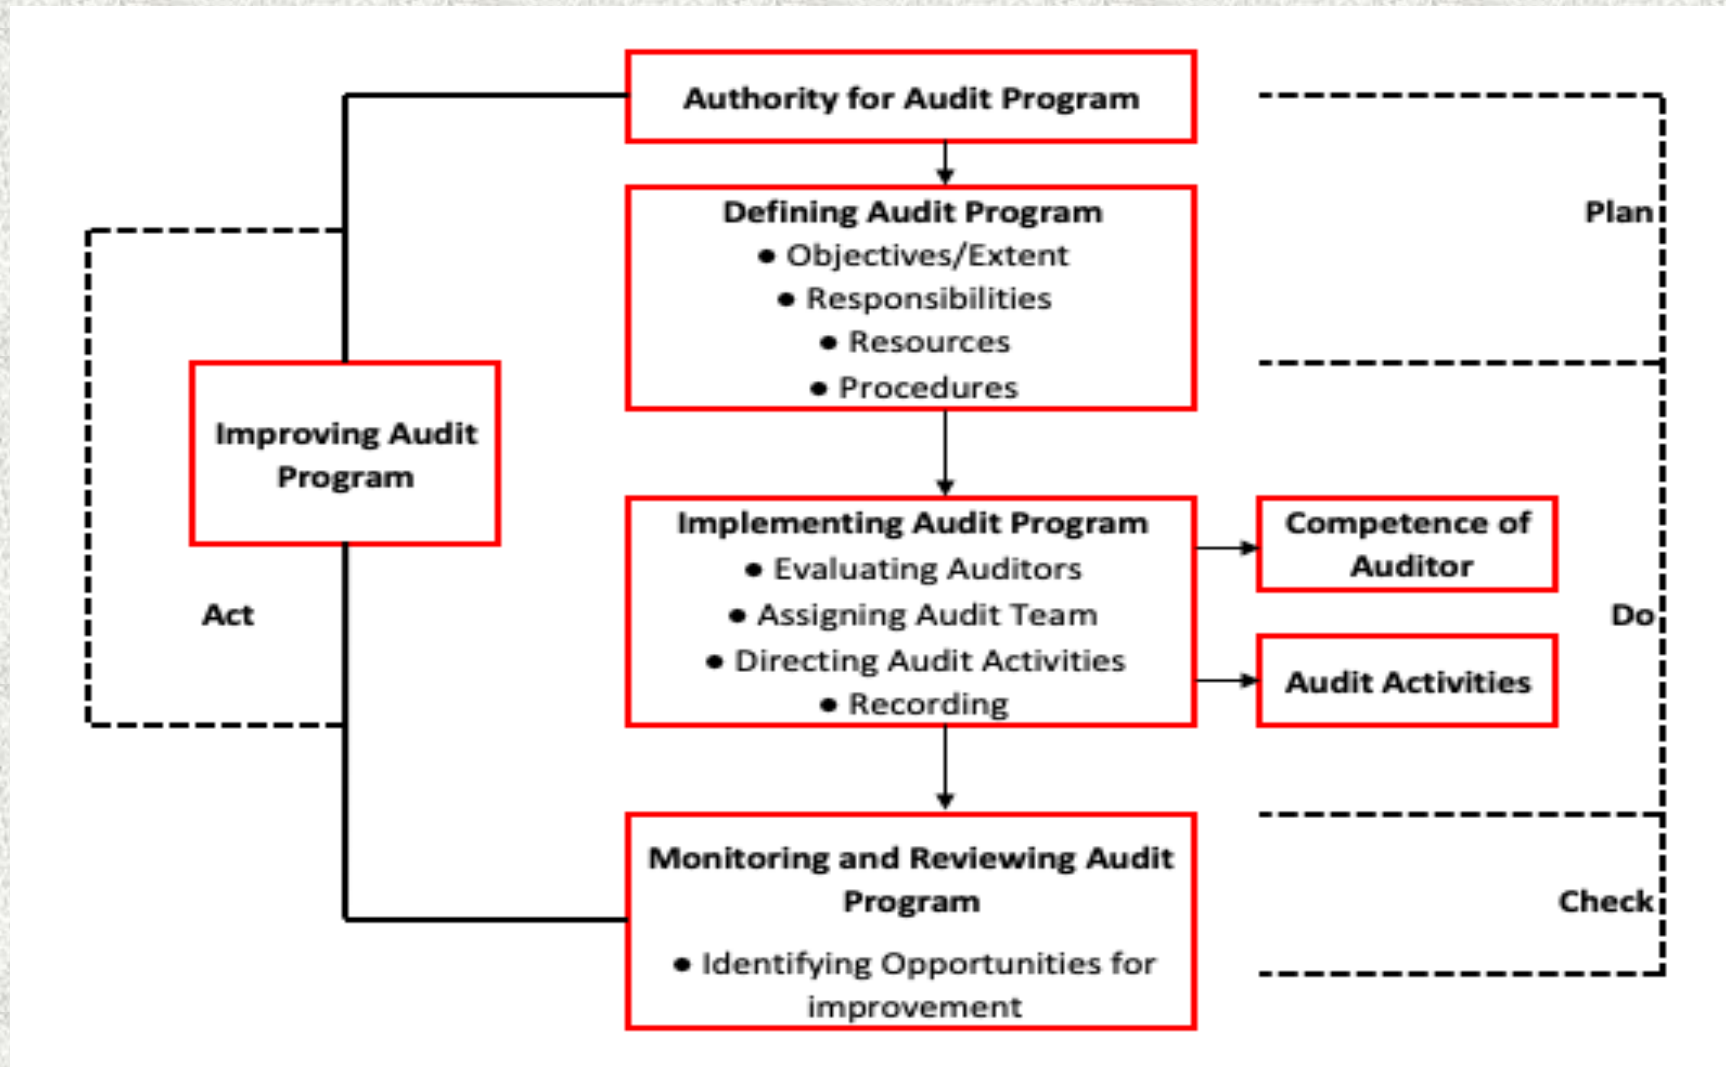 Authority for Audit Program
Defining Audit Program
● Objectives/Extent
● Responsibilities
● Resources
● Procedures
Plan
Improving Audit
Program
Act
Implementing Audit Program
● Evaluating Auditors
● Assigning Audit Team
● Directing Audit Activities
● Recording
Competence of
Auditor
Audit Activities
Do
Monitoring and Reviewing Audit
Program
● Identifying Opportunities for
improvement
Check